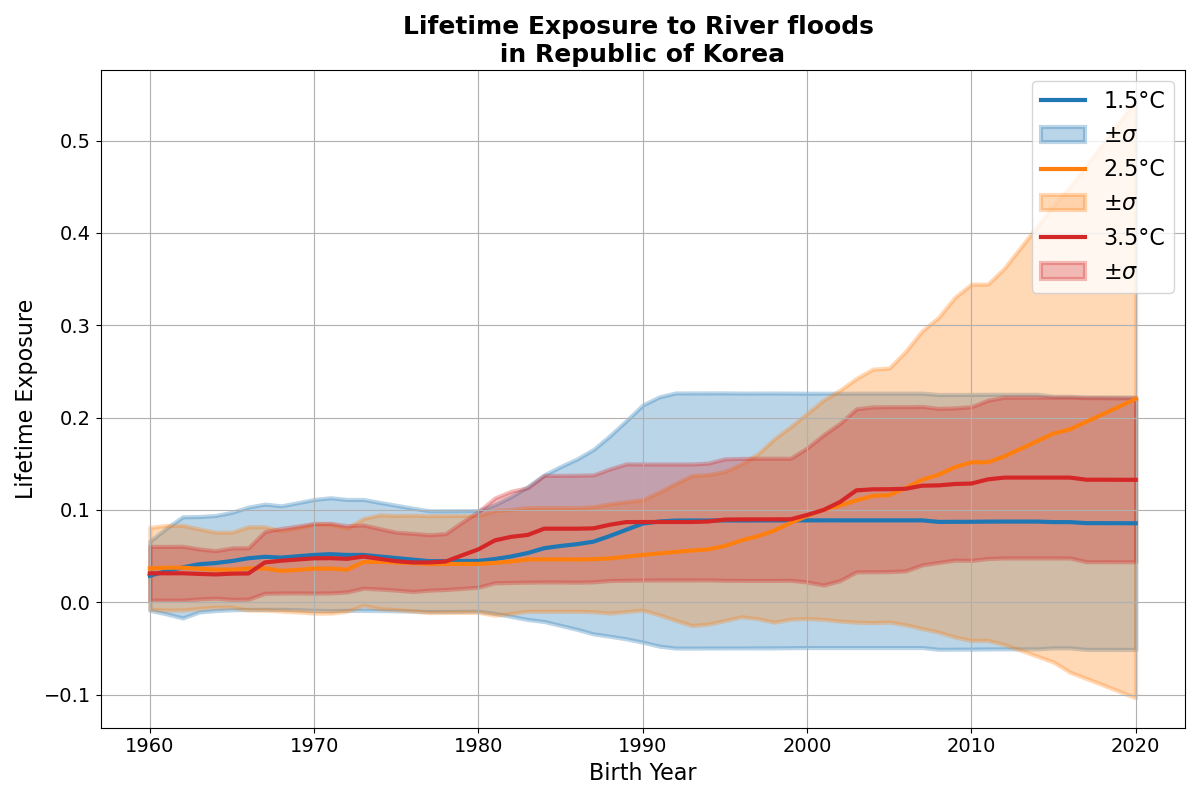 Lifetime Exposure to River floods
in Republic of Korea
1.5°C
±σ
2.5°C
±σ
3.5°C
±σ
Lifetime Exposure
0.5
0.4
0.3
0.2
0.1
0.0
−0.1
1960 1970 1980 1990 2000 2010 2020
Birth Year